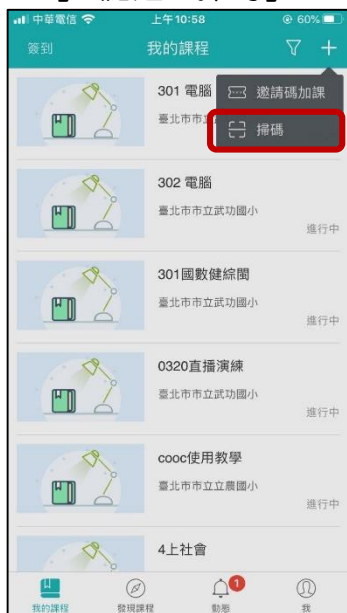 中華電信 上午10:58 60%
簽到 我的課程
301 電腦
邀請碼加課
臺北市市立
掃碼
302 電腦
臺北市市立武功國小
進行中
301國數健綜閩
臺北市市立武功國小
進行中
0320直播演練
臺北市市立武功國小
進行中
cooc使用教學
臺北市市立立農國小
進行中
4上社會
我的課程 發現課程 動態 1 我